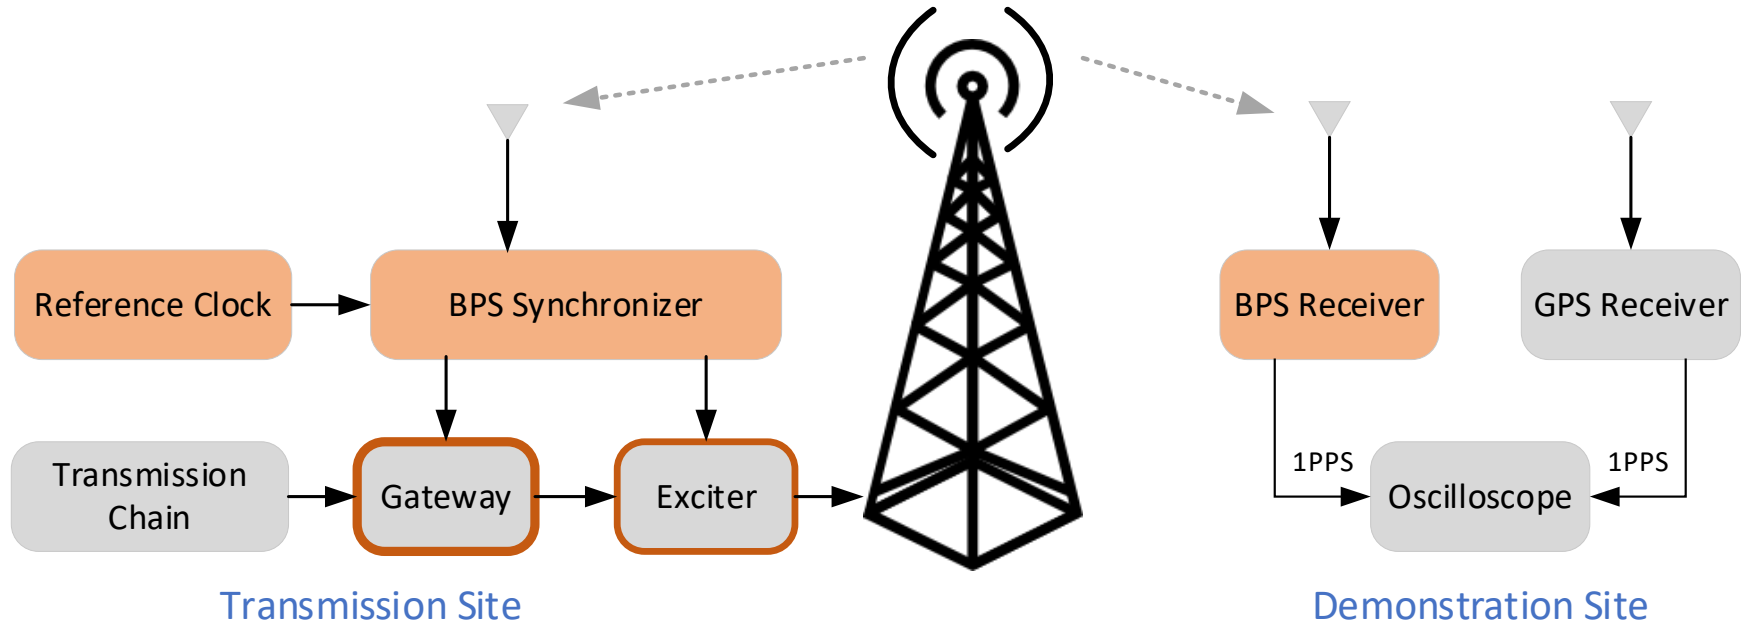 Reference Clock
BPS Synchronizer
BPS Receiver
GPS Receiver
Transmission
Chain
Gateway
Exciter
1PPS
1PPS
Oscilloscope
Transmission Site
Demonstration Site